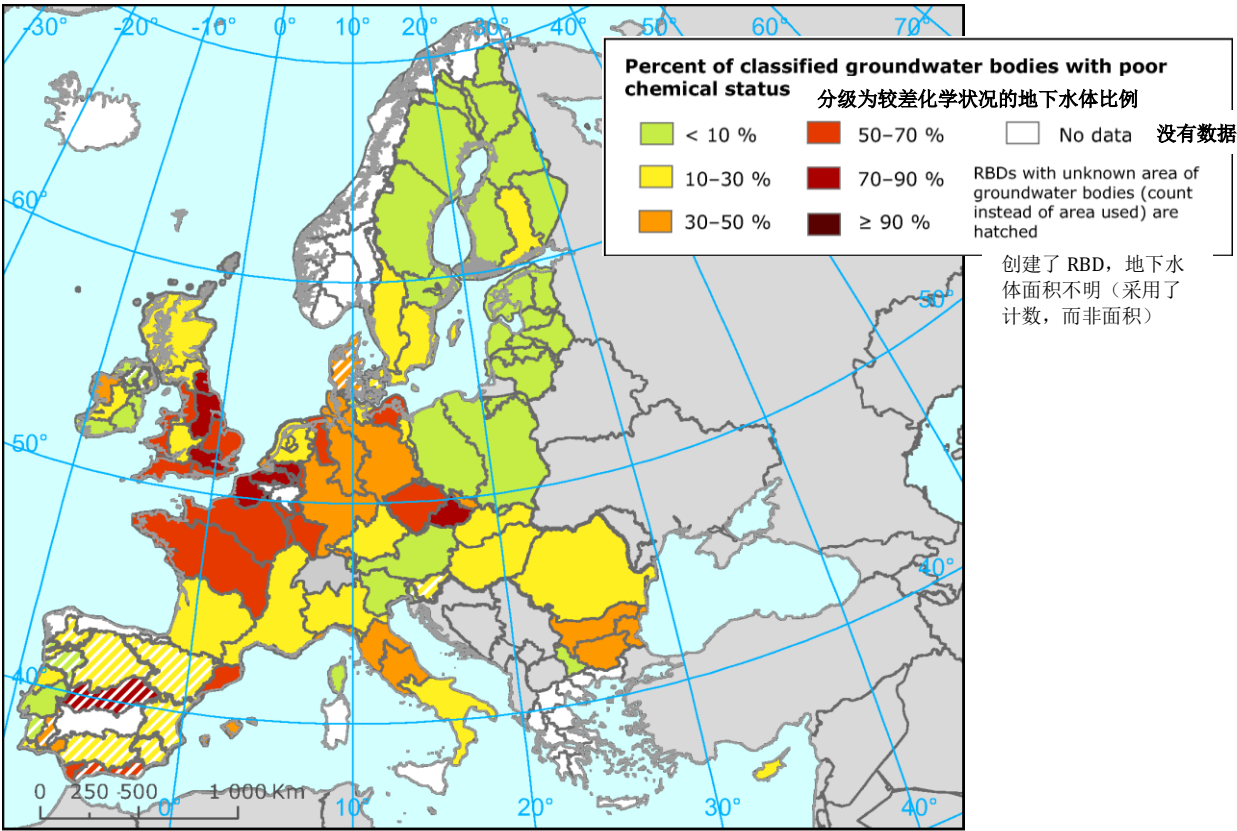 -30°
-20°
-10°
0°
10°
20°
30°
40°
50°
60°
70°
Percent of classified groundwater bodies with poor
chemical status
分级为较差化学状况的地下水体比例
< 10 %
50–70 %
No data
没有数据
10–30 %
70–90 %
RBDs with unknown area of
groundwater bodies (count
instead of area used) are
hatched
30–50 %
≥ 90 %
创建了 RBD，地下水
体面积不明（采用了
计数，而非面积）
60°
50°
50°
40°
40°
0 250 500 1 000 Km
0°
10°
20°
30°
40°